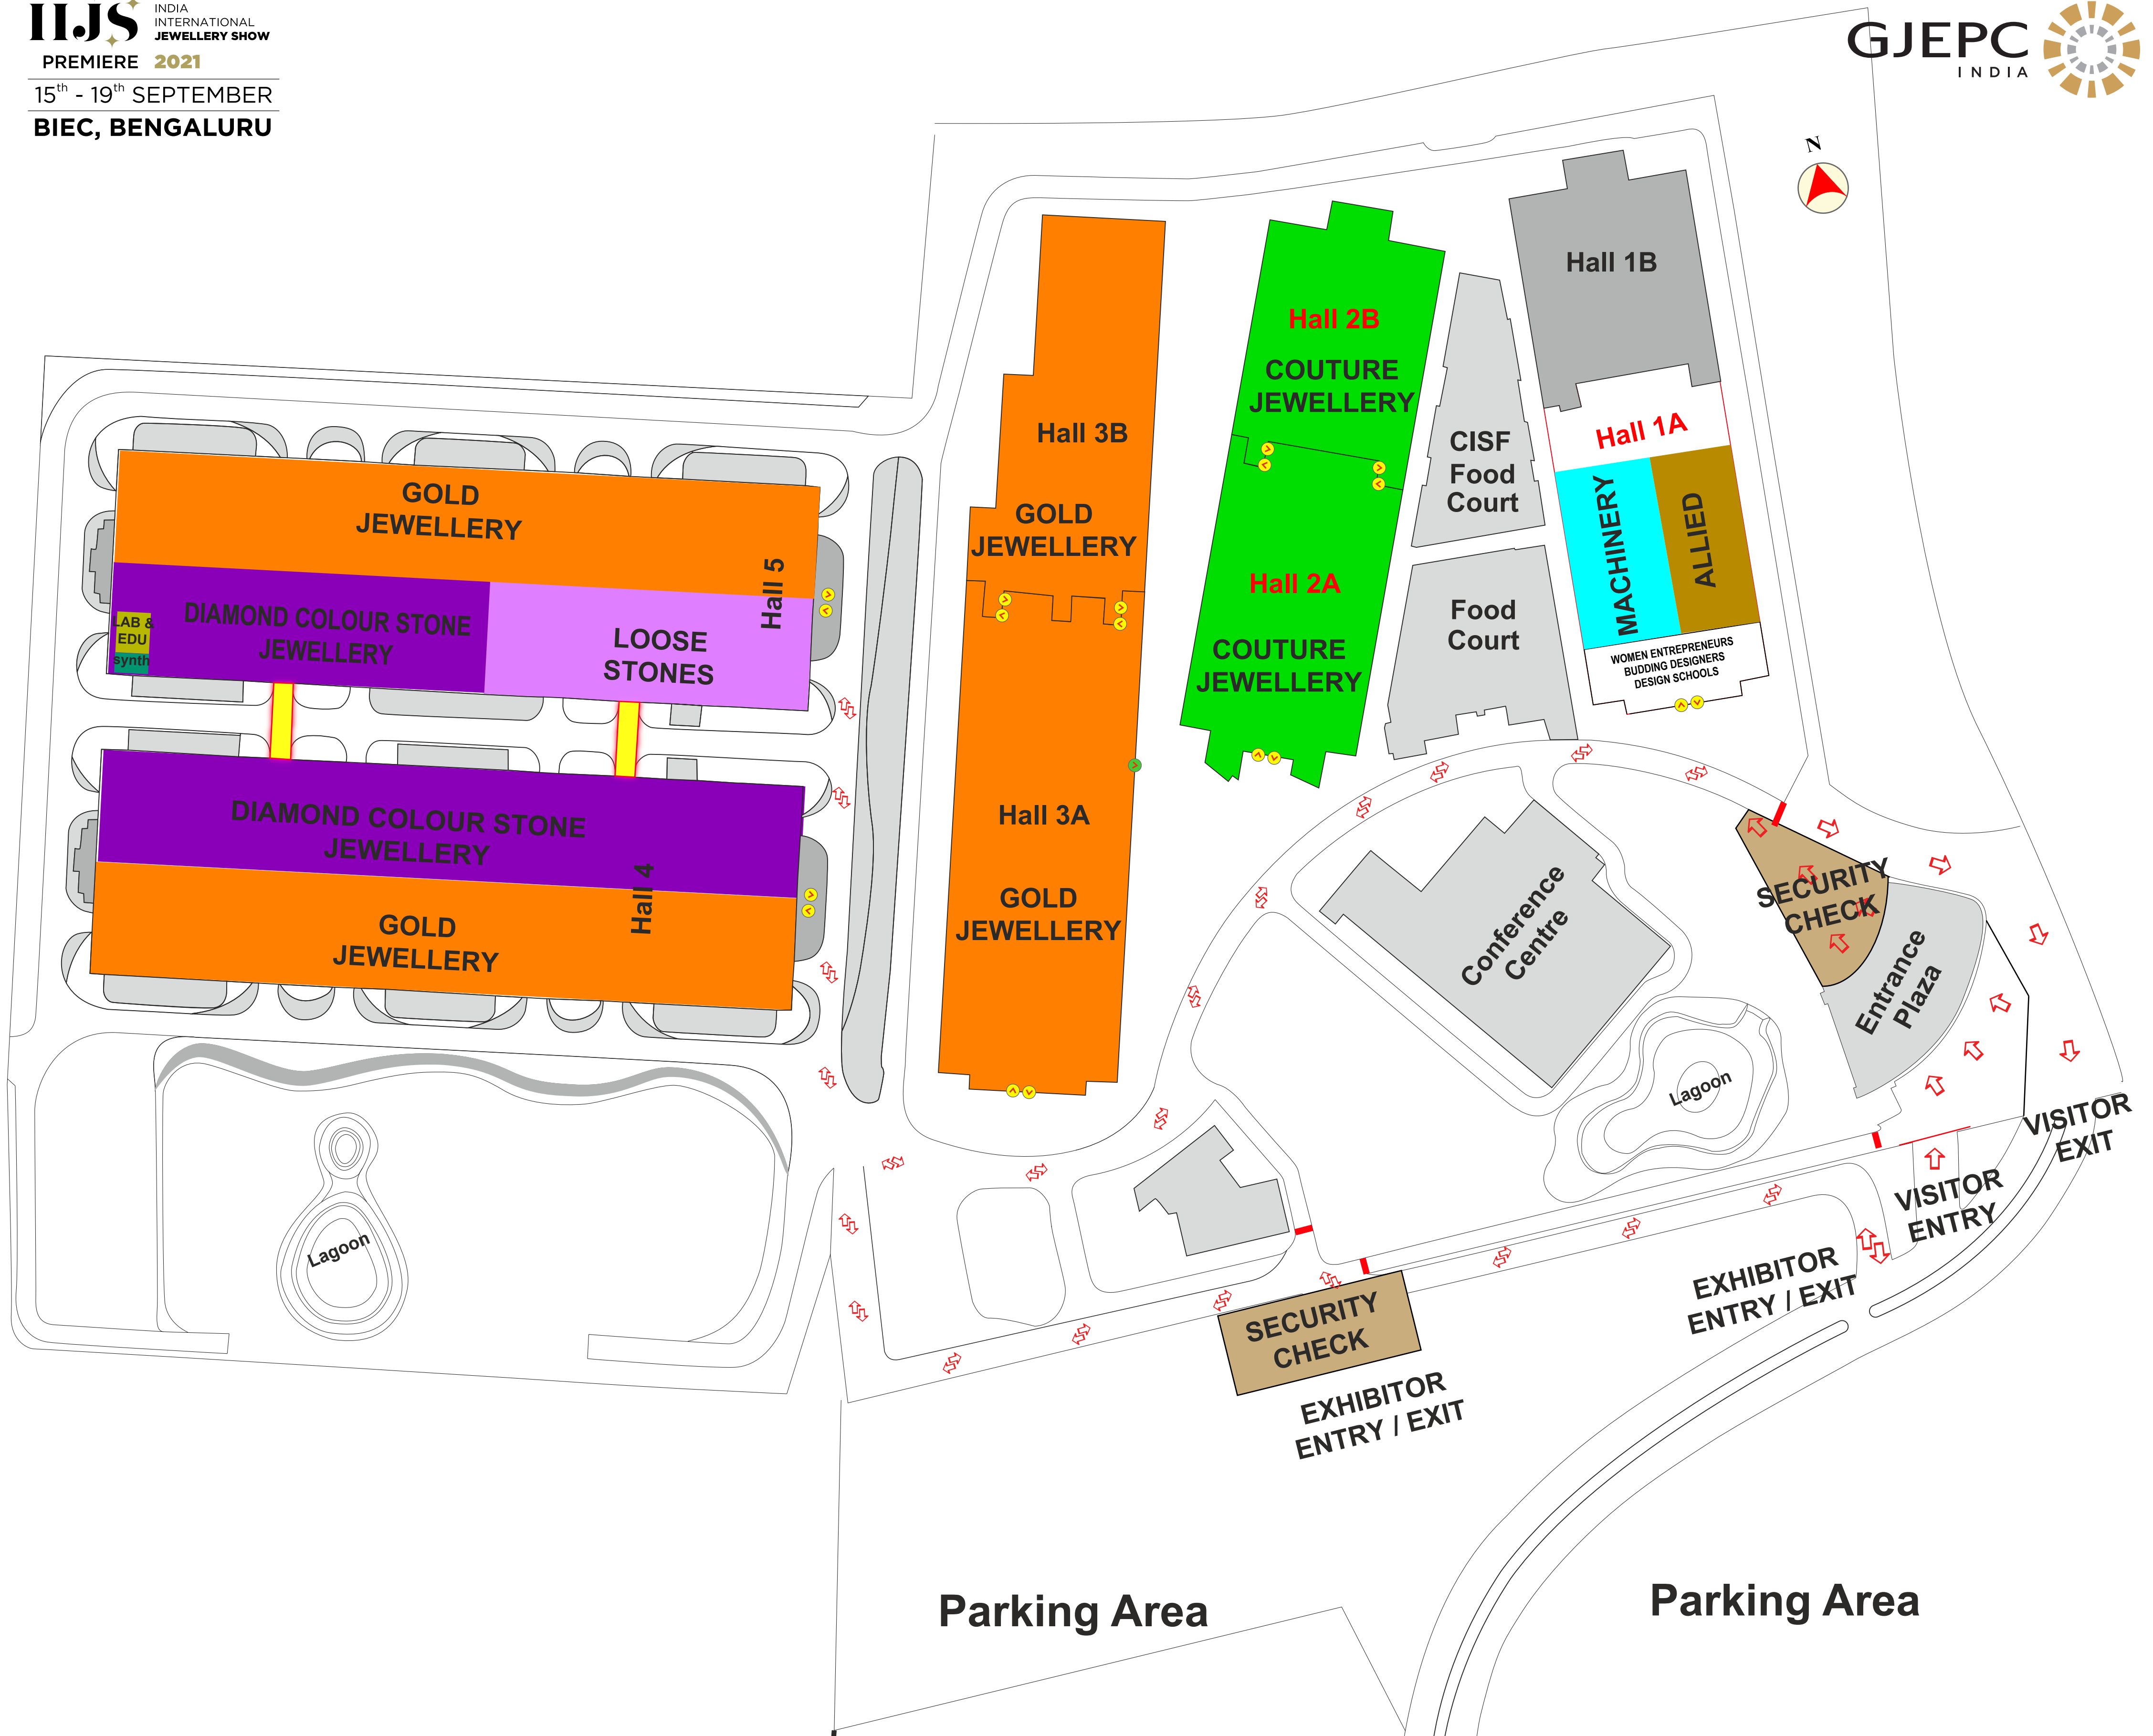 IIJS
INDIA
INTERNATIONAL
JEWELLERY SHOW
PREMIERE 2021
15th - 19th SEPTEMBER
BIEC, BENGALURU
GJEPC
INDIA
N
Hall 1B
Hall 1A
MACHINERY
ALLIED
WOMEN ENTREPRENEURS
BUDDING DESIGNERS
DESIGN SCHOOLS
Hall 2B
COUTURE
JEWELLERY
Hall 2A
COUTURE
JEWELLERY
CISF
Food
Court
Food
Court
Hall 3B
GOLD
JEWELLERY
Hall 3A
GOLD
JEWELLERY
GOLD
JEWELLERY
Hall 5
DIAMOND COLOUR STONE
JEWELLERY
LAB &
EDU
synth
LOOSE
STONES
DIAMOND COLOUR STONE
JEWELLERY
Hall 4
GOLD
JEWELLERY
Conference
Centre
SECURITY
CHECK
Entrance
Plaza
Lagoon
Lagoon
VISITOR
EXIT
VISITOR
ENTRY
EXHIBITOR
ENTRY / EXIT
SECURITY
CHECK
EXHIBITOR
ENTRY / EXIT
Parking Area
Parking Area